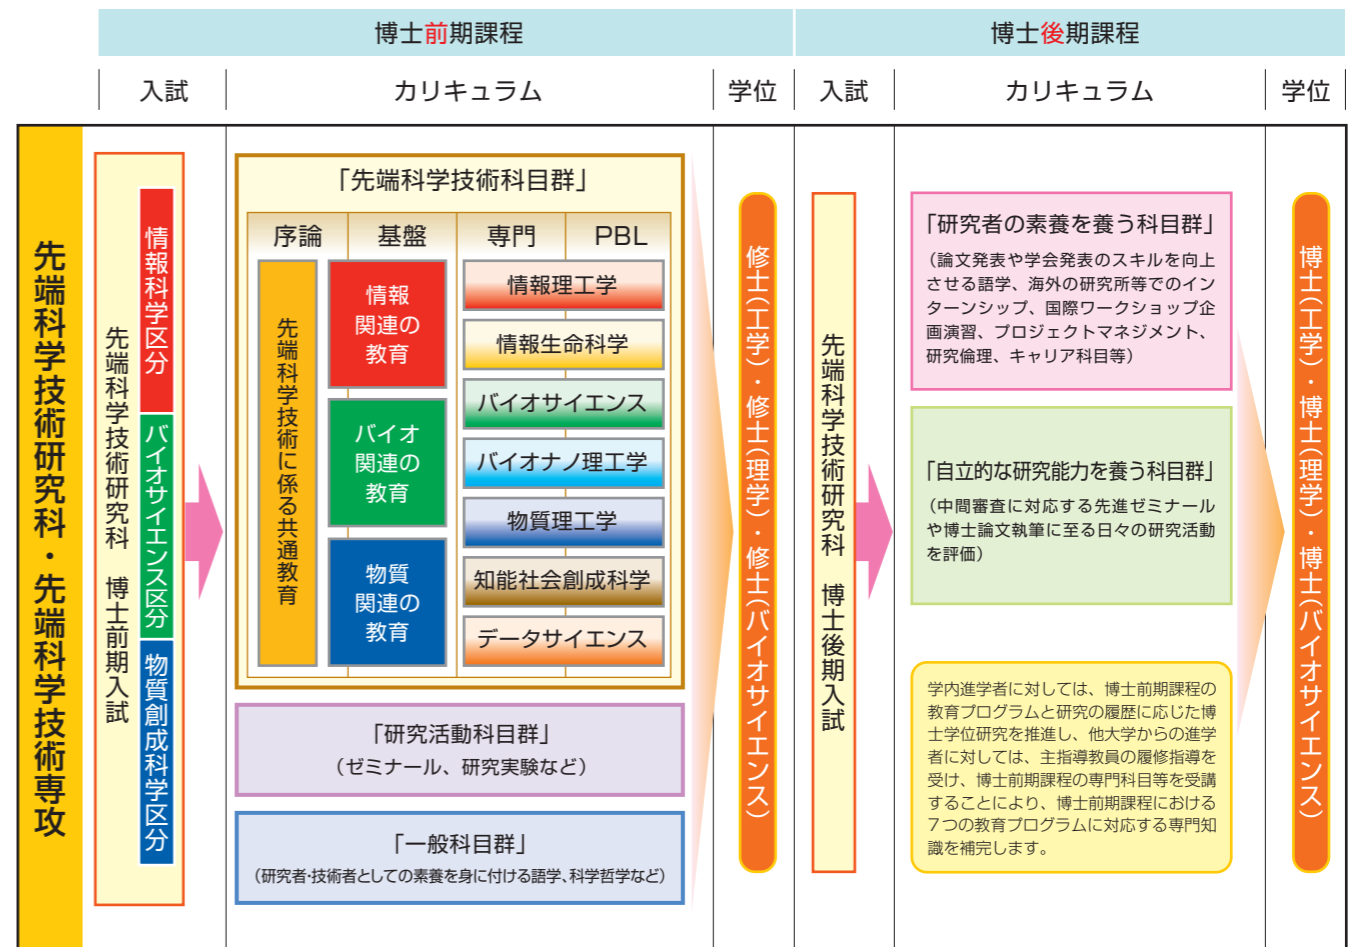 博士前期課程
博士後期課程
入試
カリキュラム
学位
入試
カリキュラム
学位
先端科学技術研究科・先端科学技術専攻
先端科学技術研究科　博士前期入試
情報科学区分
バイオサイエンス区分
物質創成科学区分
「先端科学技術科目群」
序論
基盤
専門
PBL
先端科学技術に係る共通教育
情報
関連の
教育
バイオ
関連の
教育
物質
関連の
教育
情報理工学
情報生命科学
バイオサイエンス
バイオナノ理工学
物質理工学
知能社会創成科学
データサイエンス
「研究活動科目群」
（ゼミナール、研究実験など）
「一般科目群」
（研究者・技術者としての素養を身に付ける語学、科学哲学など）
修士（工学）・修士（理学）・修士（バイオサイエンス）
先端科学技術研究科　博士後期入試
「研究者の素養を養う科目群」
（論文発表や学会発表のスキルを向上
させる語学、海外の研究所等でのイン
ターンシップ、国際ワークショップ企
画演習、プロジェクトマネジメント、
研究倫理、キャリア科目等）
「自立的な研究能力を養う科目群」
（中間審査に対応する先進ゼミナール
や博士論文執筆に至る日々の研究活動
を評価）
学内進学者に対しては、博士前期課程の
教育プログラムと研究の履歴に応じた博
士学位研究を推進し、他大学からの進学
者に対しては、主指導教員の履修指導を
受け、博士前期課程の専門科目等を受講
することにより、博士前期課程における
７つの教育プログラムに対応する専門知
識を補完します。
博士（工学）・博士（理学）・博士（バイオサイエンス）